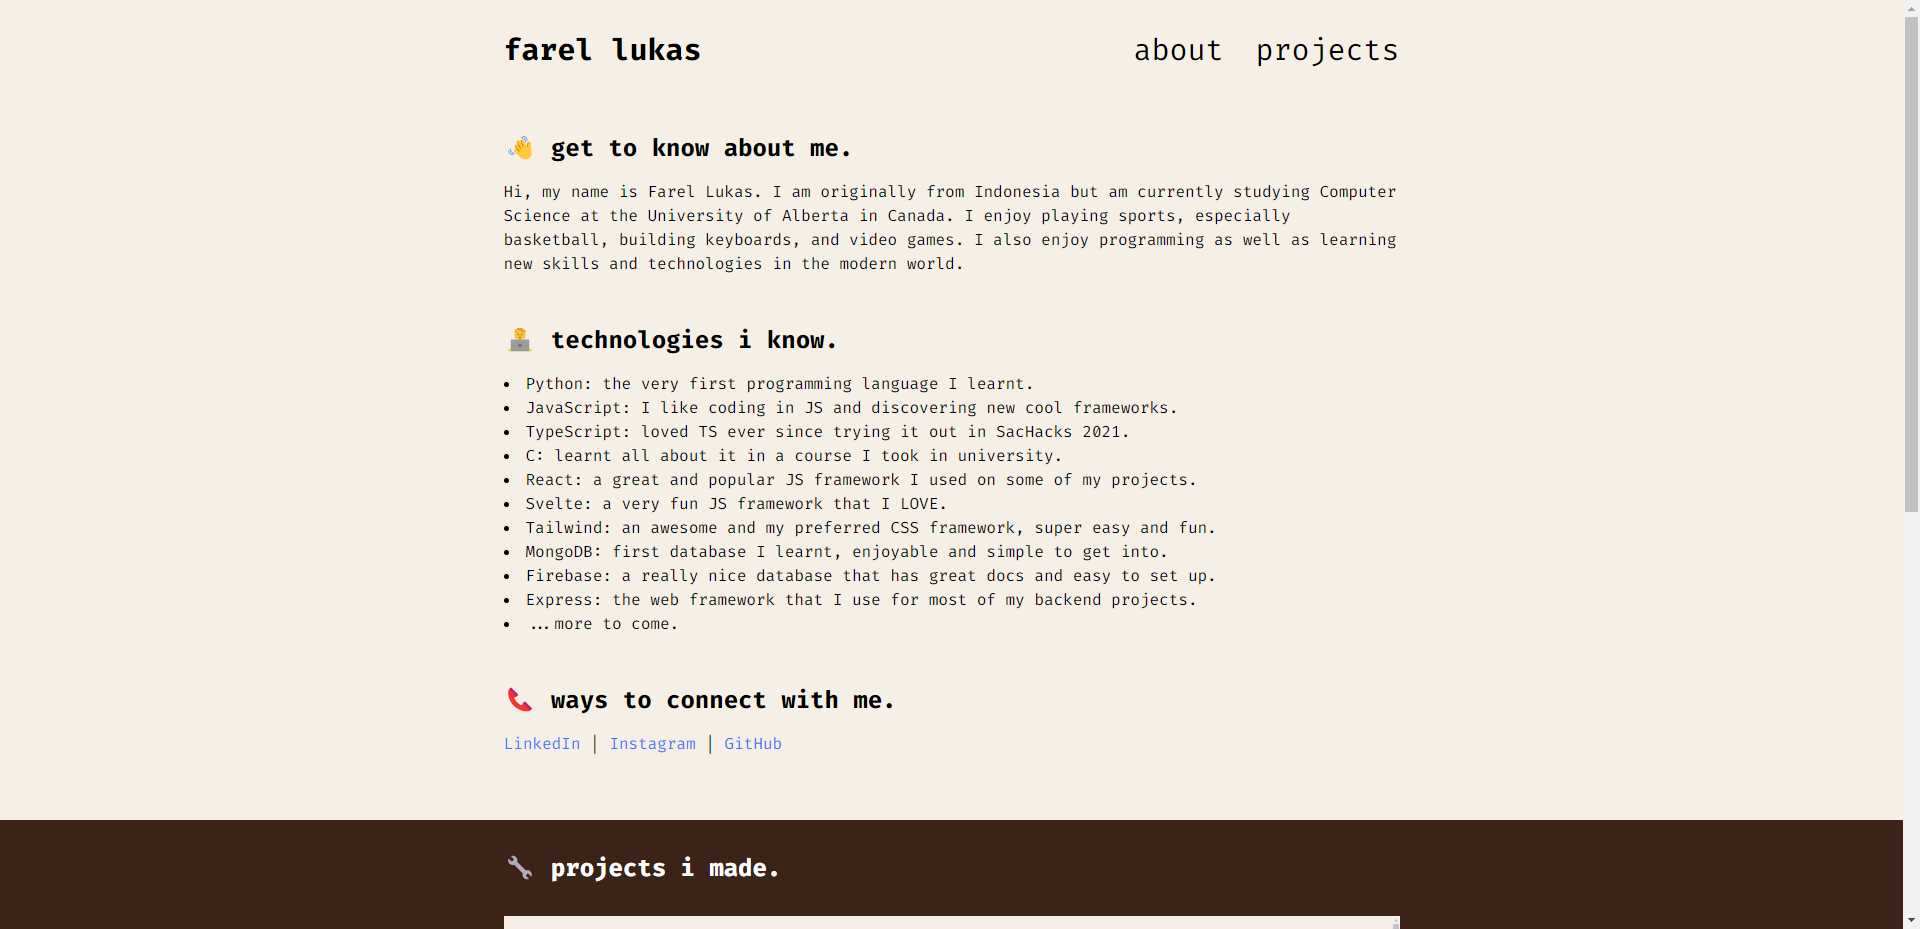 farel lukas
about projects
👋 get to know about me.
Hi, my name is Farel Lukas. I am originally from Indonesia but am currently studying Computer
Science at the University of Alberta in Canada. I enjoy playing sports, especially
basketball, building keyboards, and video games. I also enjoy programming as well as learning
new skills and technologies in the modern world.
👨‍💻 technologies i know.
• Python: the very first programming language I learnt.
• JavaScript: I like coding in JS and discovering new cool frameworks.
• TypeScript: loved TS ever since trying it out in SacHacks 2021.
• C: learnt all about it in a course I took in university.
• React: a great and popular JS framework I used on some of my projects.
• Svelte: a very fun JS framework that I LOVE.
• Tailwind: an awesome and my preferred CSS framework, super easy and fun.
• MongoDB: first database I learnt, enjoyable and simple to get into.
• Firebase: a really nice database that has great docs and easy to set up.
• Express: the web framework that I use for most of my backend projects.
• ...more to come.
📞 ways to connect with me.
LinkedIn | Instagram | GitHub
🔧 projects i made.